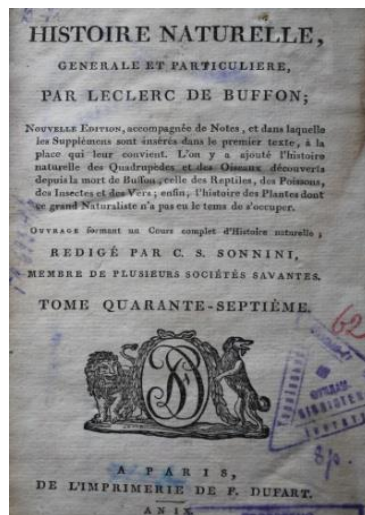 HISTOIRE NATURELLE,
GENERALE ET PARTICULIERE,
PAR LECLERC DE BUFFON;
NOUVELLE EDITION, accompagnée de Notes, et dans laquelle
les Supplémens sont insérés dans le premier texte, à la
place qui leur convient. L'on y a ajouté l'histoire
naturelle des Quadrupèdes et des Oiseaux découverts
depuis la mort de Buffon, celle des Reptiles, des Poissons,
des Insectes et des Vers; enfin, l'histoire des Plantes dont
ce grand Naturaliste n'a pas eu le tems de s'occuper.
OUVRAGE formant un Cours complet d'Histoire naturelle;
REDIGÉ PAR C. S. SONNINI,
MEMBRE DE PLUSIEURS SOCIÉTÉS SAVANTES.
TOME QUARANTE-SEPTIÈME.
62
A PARIS,
DE L'IMPRIMERIE DE F. DUFART.
AN IX